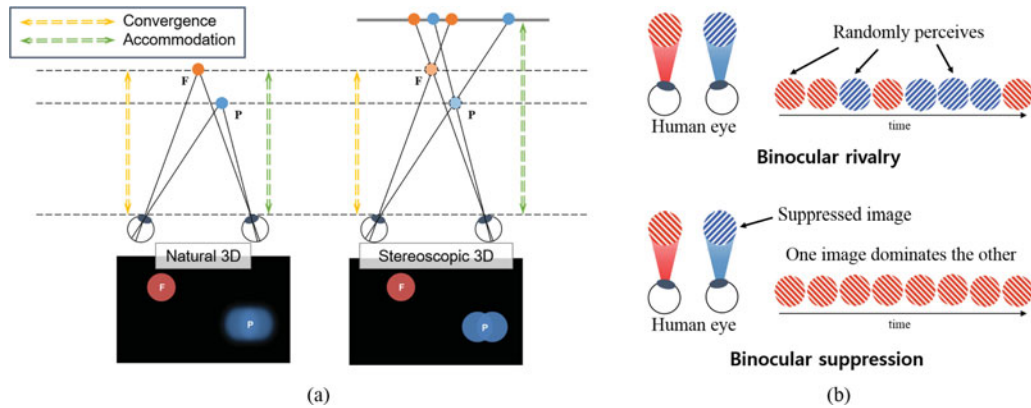 Convergence
Accommodation
F
P
F
P
Natural 3D
Stereoscopic 3D
F
P
F
P
(a)
Randomly perceives
Human eye
time
Binocular rivalry
Suppressed image
One image dominates the other
Human eye
time
Binocular suppression
(b)